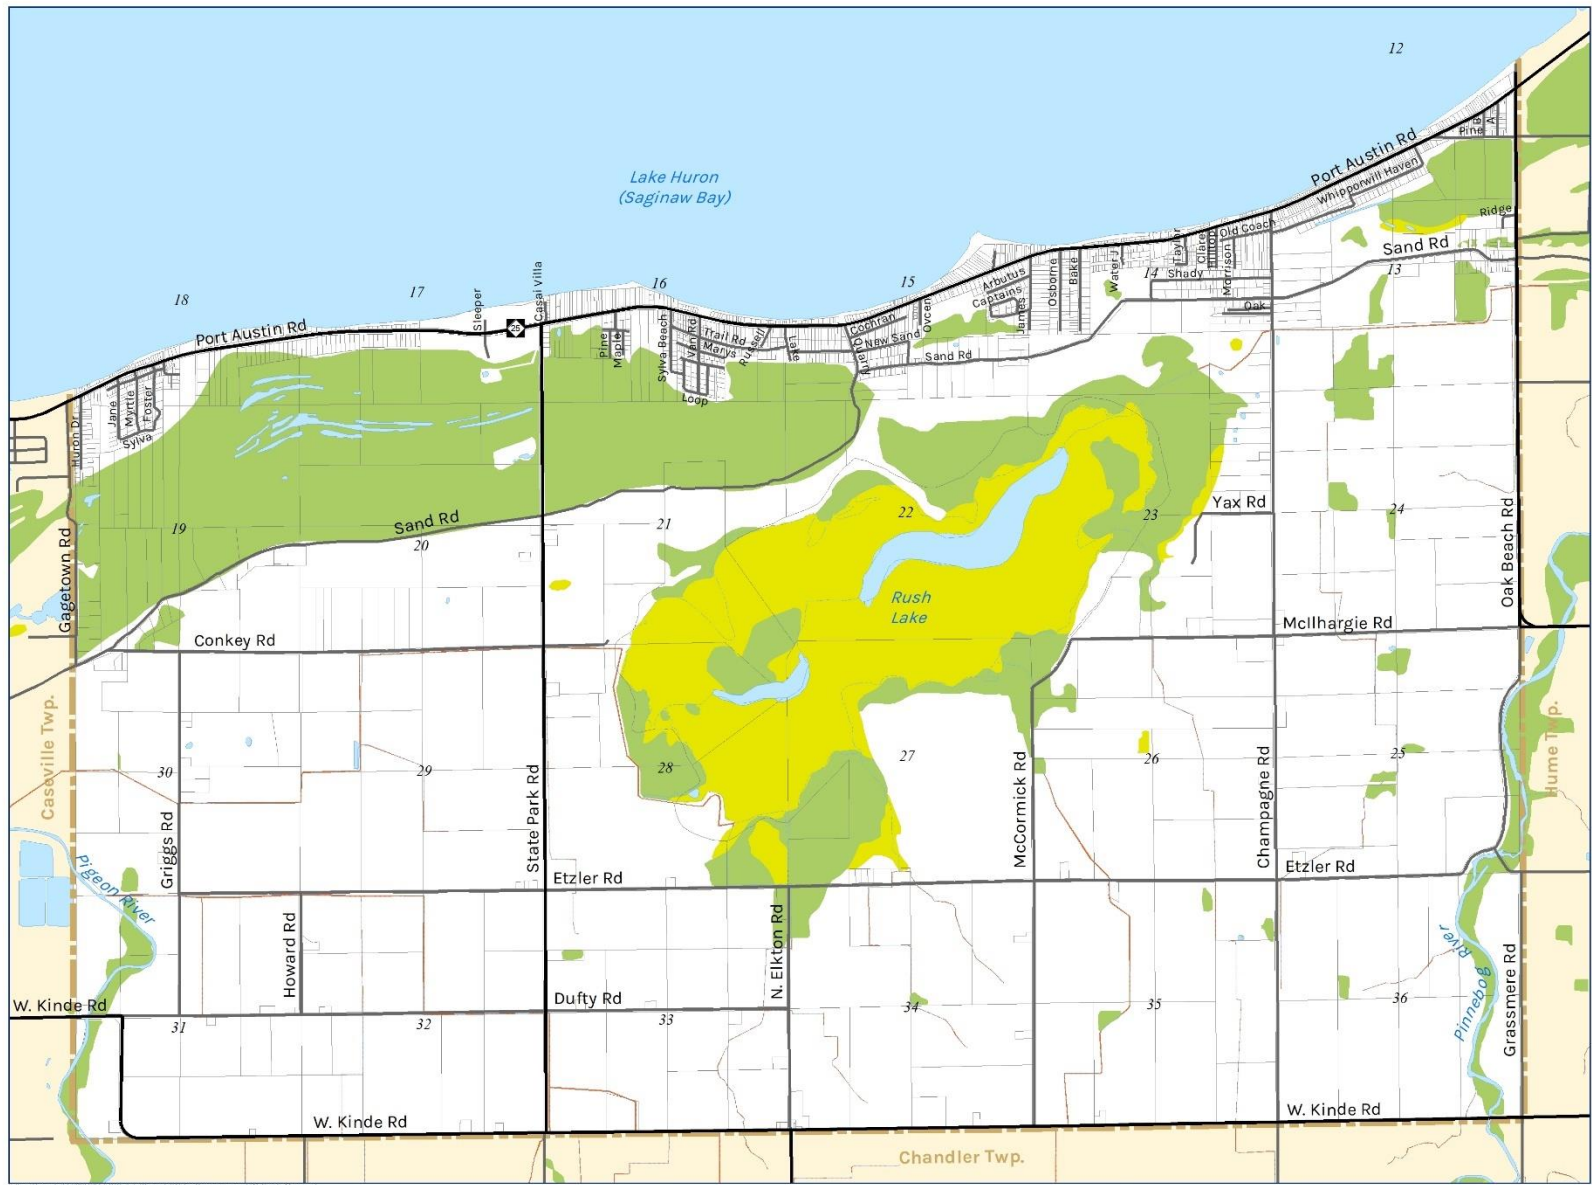 12
Lake Huron
(Saginaw Bay)
Port Austin Rd
Pine
B
A
Whipporwill Haven
Ridge
Old Coach
Sand Rd
13
Taylor
Clare
Hilltop
Morrison
14
Shady
Oak
Water
Bake
Osborne
Arbutus
Captains
James
15
Ovcen
Cochran
New Sand
Quarry
Sand Rd
16
Casai Villa
Sleeper
25
17
18
Port Austin Rd
Pine
Maple
Sylva Beach
Van Rd
Trail Rd
Marys
Russell
Lake
Loop
Jane
Myrtle
Foster
Sylva
Huron Dr
Gagetown Rd
19
Sand Rd
20
21
22
23
Yax Rd
24
Oak Beach Rd
Rush
Lake
Conkey Rd
McIlhargie Rd
Caseville Twp.
Hume Twp.
30
29
28
27
26
25
Griggs Rd
State Park Rd
McCormick Rd
Champagne Rd
Etzler Rd
Etzler Rd
Pigeon River
Howard Rd
N. Elkton Rd
Pinnebog
River
Grassmere Rd
W. Kinde Rd
Dufty Rd
31
32
33
34
35
36
W. Kinde Rd
W. Kinde Rd
Chandler Twp.